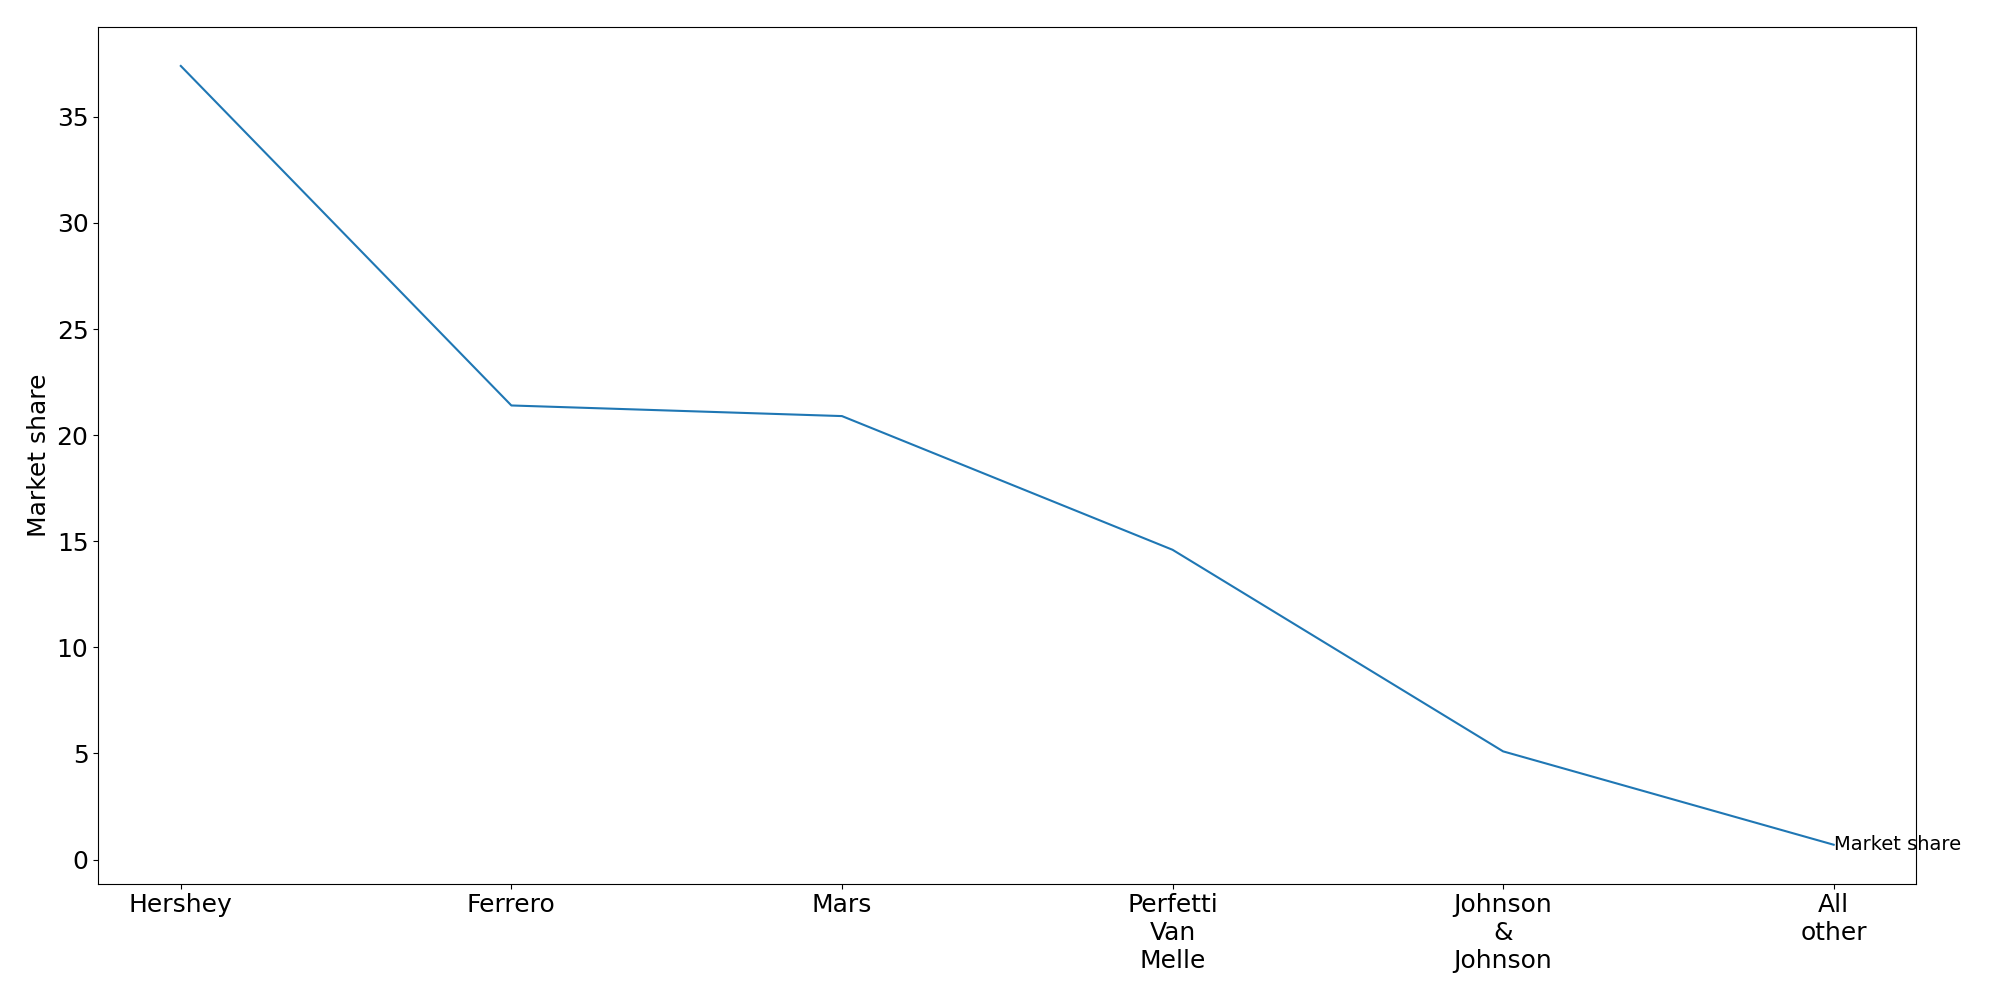 Market share
35
30
25
20
15
10
5
0
Market share
Hershey
Ferrero
Mars
Perfetti
Van
Melle
Johnson
&
Johnson
All
other